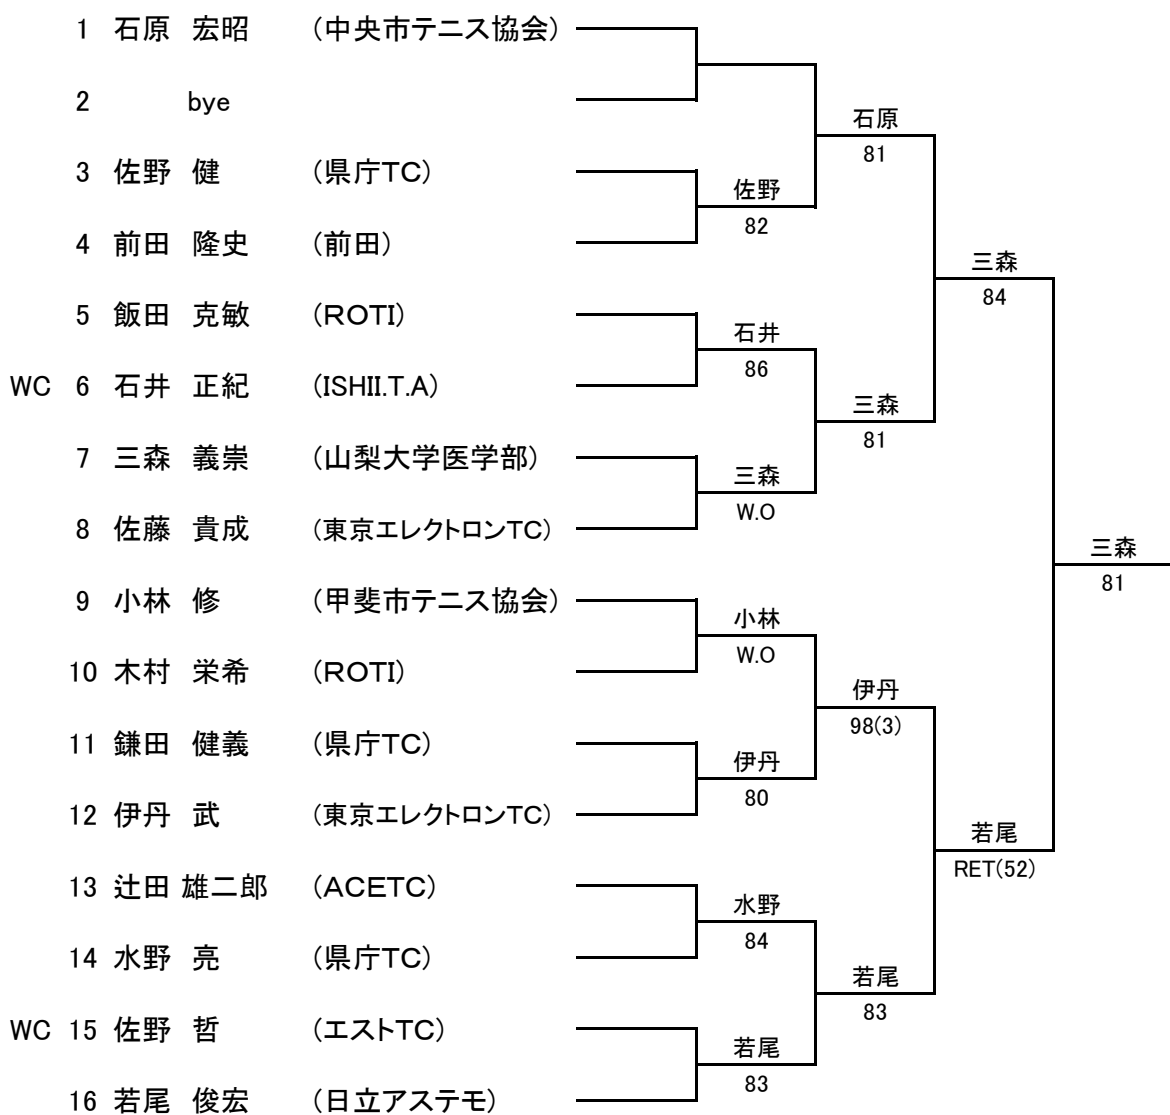 1 石原 宏昭 (中央市テニス協会)
2 bye
石原
81
3 佐野 健 (県庁TC)
佐野
82
4 前田 隆史 (前田)
三森
84
5 飯田 克敏 (ROTI)
石井
86
WC 6 石井 正紀 (ISHII.T.A)
三森
81
7 三森 義崇 (山梨大学医学部)
三森
W.O
8 佐藤 貴成 (東京エレクトロンTC)
三森
81
9 小林 修 (甲斐市テニス協会)
小林
W.O
10 木村 栄希 (ROTI)
伊丹
98(3)
11 鎌田 健義 (県庁TC)
伊丹
80
12 伊丹 武 (東京エレクトロンTC)
若尾
RET(52)
13 辻田 雄二郎 (ACETC)
水野
84
14 水野 亮 (県庁TC)
若尾
83
WC 15 佐野 哲 (エストTC)
若尾
83
16 若尾 俊宏 (日立アステモ)